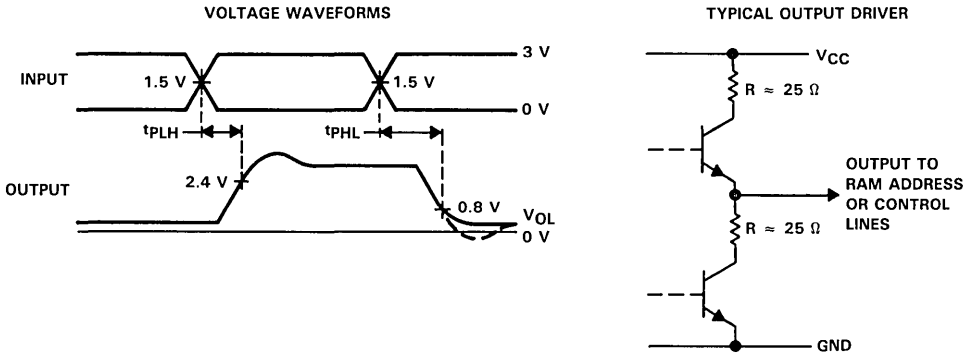 VOLTAGE WAVEFORMS
INPUT
1.5 V
1.5 V
3 V
0 V
tPLH
tPHL
OUTPUT
2.4 V
0.8 V
VOL
0 V
TYPICAL OUTPUT DRIVER
VCC
R ≈ 25 Ω
OUTPUT TO
RAM ADDRESS
OR CONTROL
LINES
R ≈ 25 Ω
GND